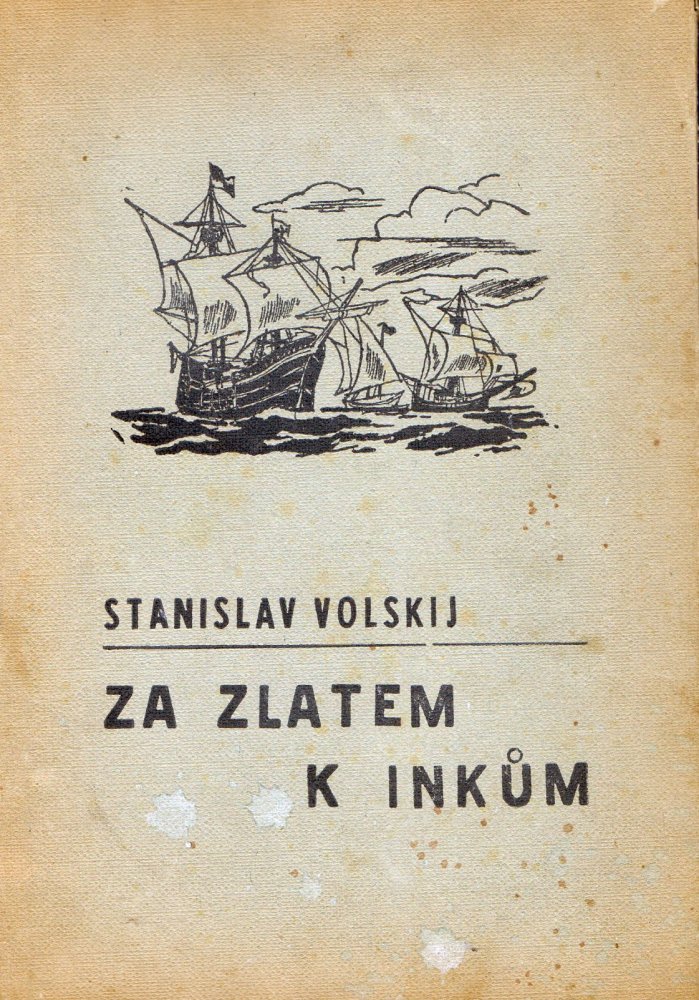 STANISLAV VOLSKIJ
ZA ZLATEM
K INKŮM